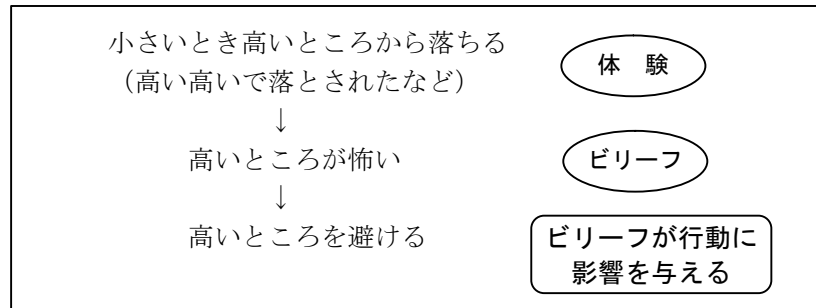 小さいとき高いところから落ちる
（高い高いで落とされたなど）
体　験
↓
高いところが怖い
ビリーフ
↓
高いところを避ける
ビリーフが行動に
影響を与える